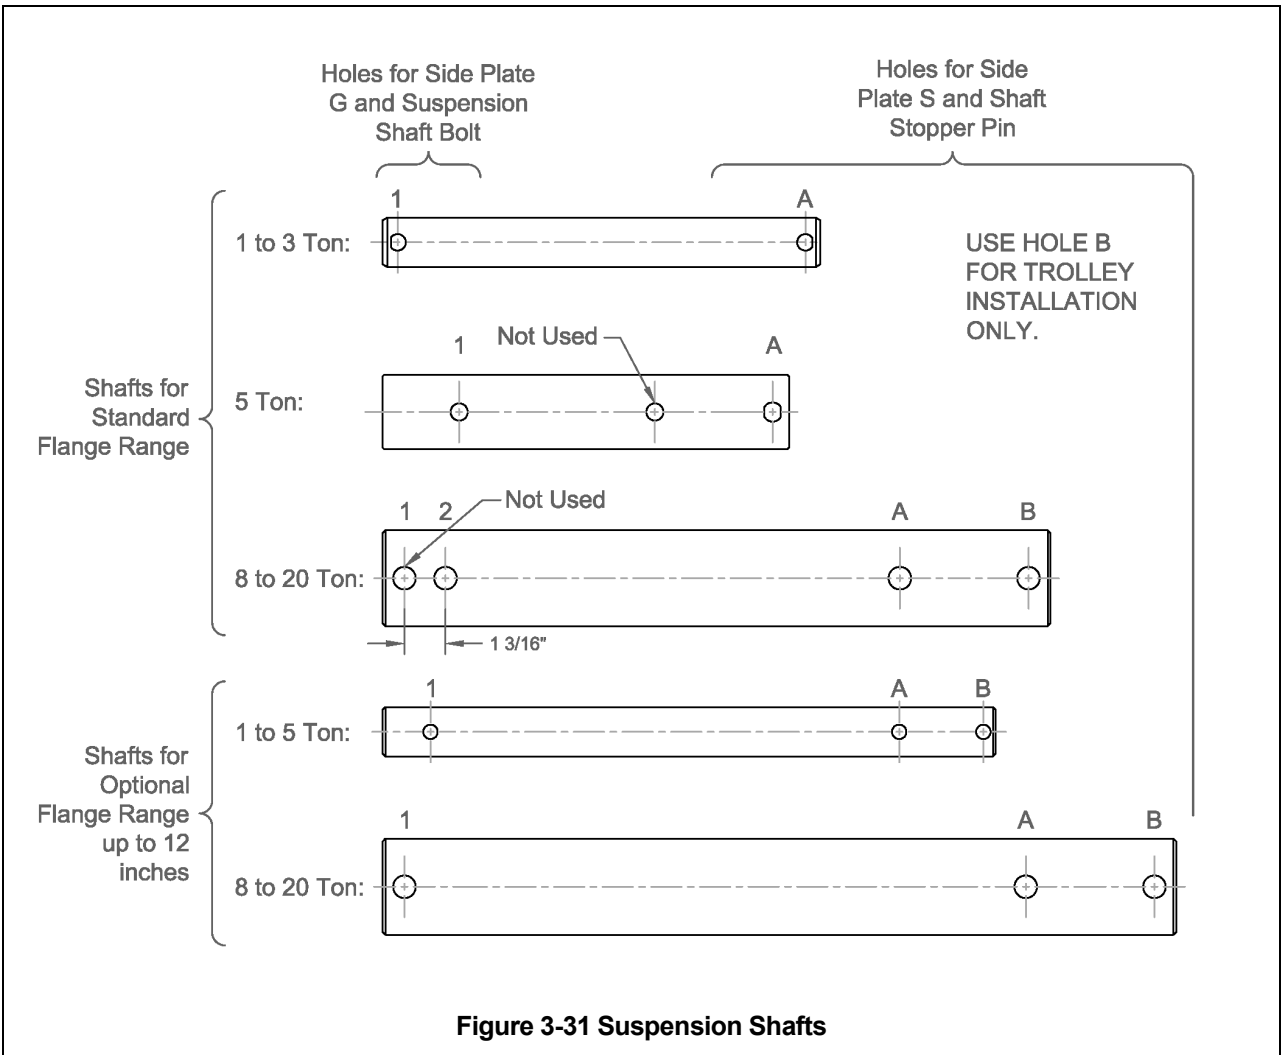 Holes for Side Plate
G and Suspension
Shaft Bolt
Holes for Side
Plate S and Shaft
Stopper Pin
1
A
1 to 3 Ton:
USE HOLE B
FOR TROLLEY
INSTALLATION
ONLY.
1
Not Used
A
Shafts for
Standard
Flange Range
5 Ton:
1
2
Not Used
A
B
8 to 20 Ton:
1 3/16"
1
A
B
1 to 5 Ton:
Shafts for
Optional
Flange Range
up to 12
inches
1
A
B
8 to 20 Ton:
Figure 3-31 Suspension Shafts